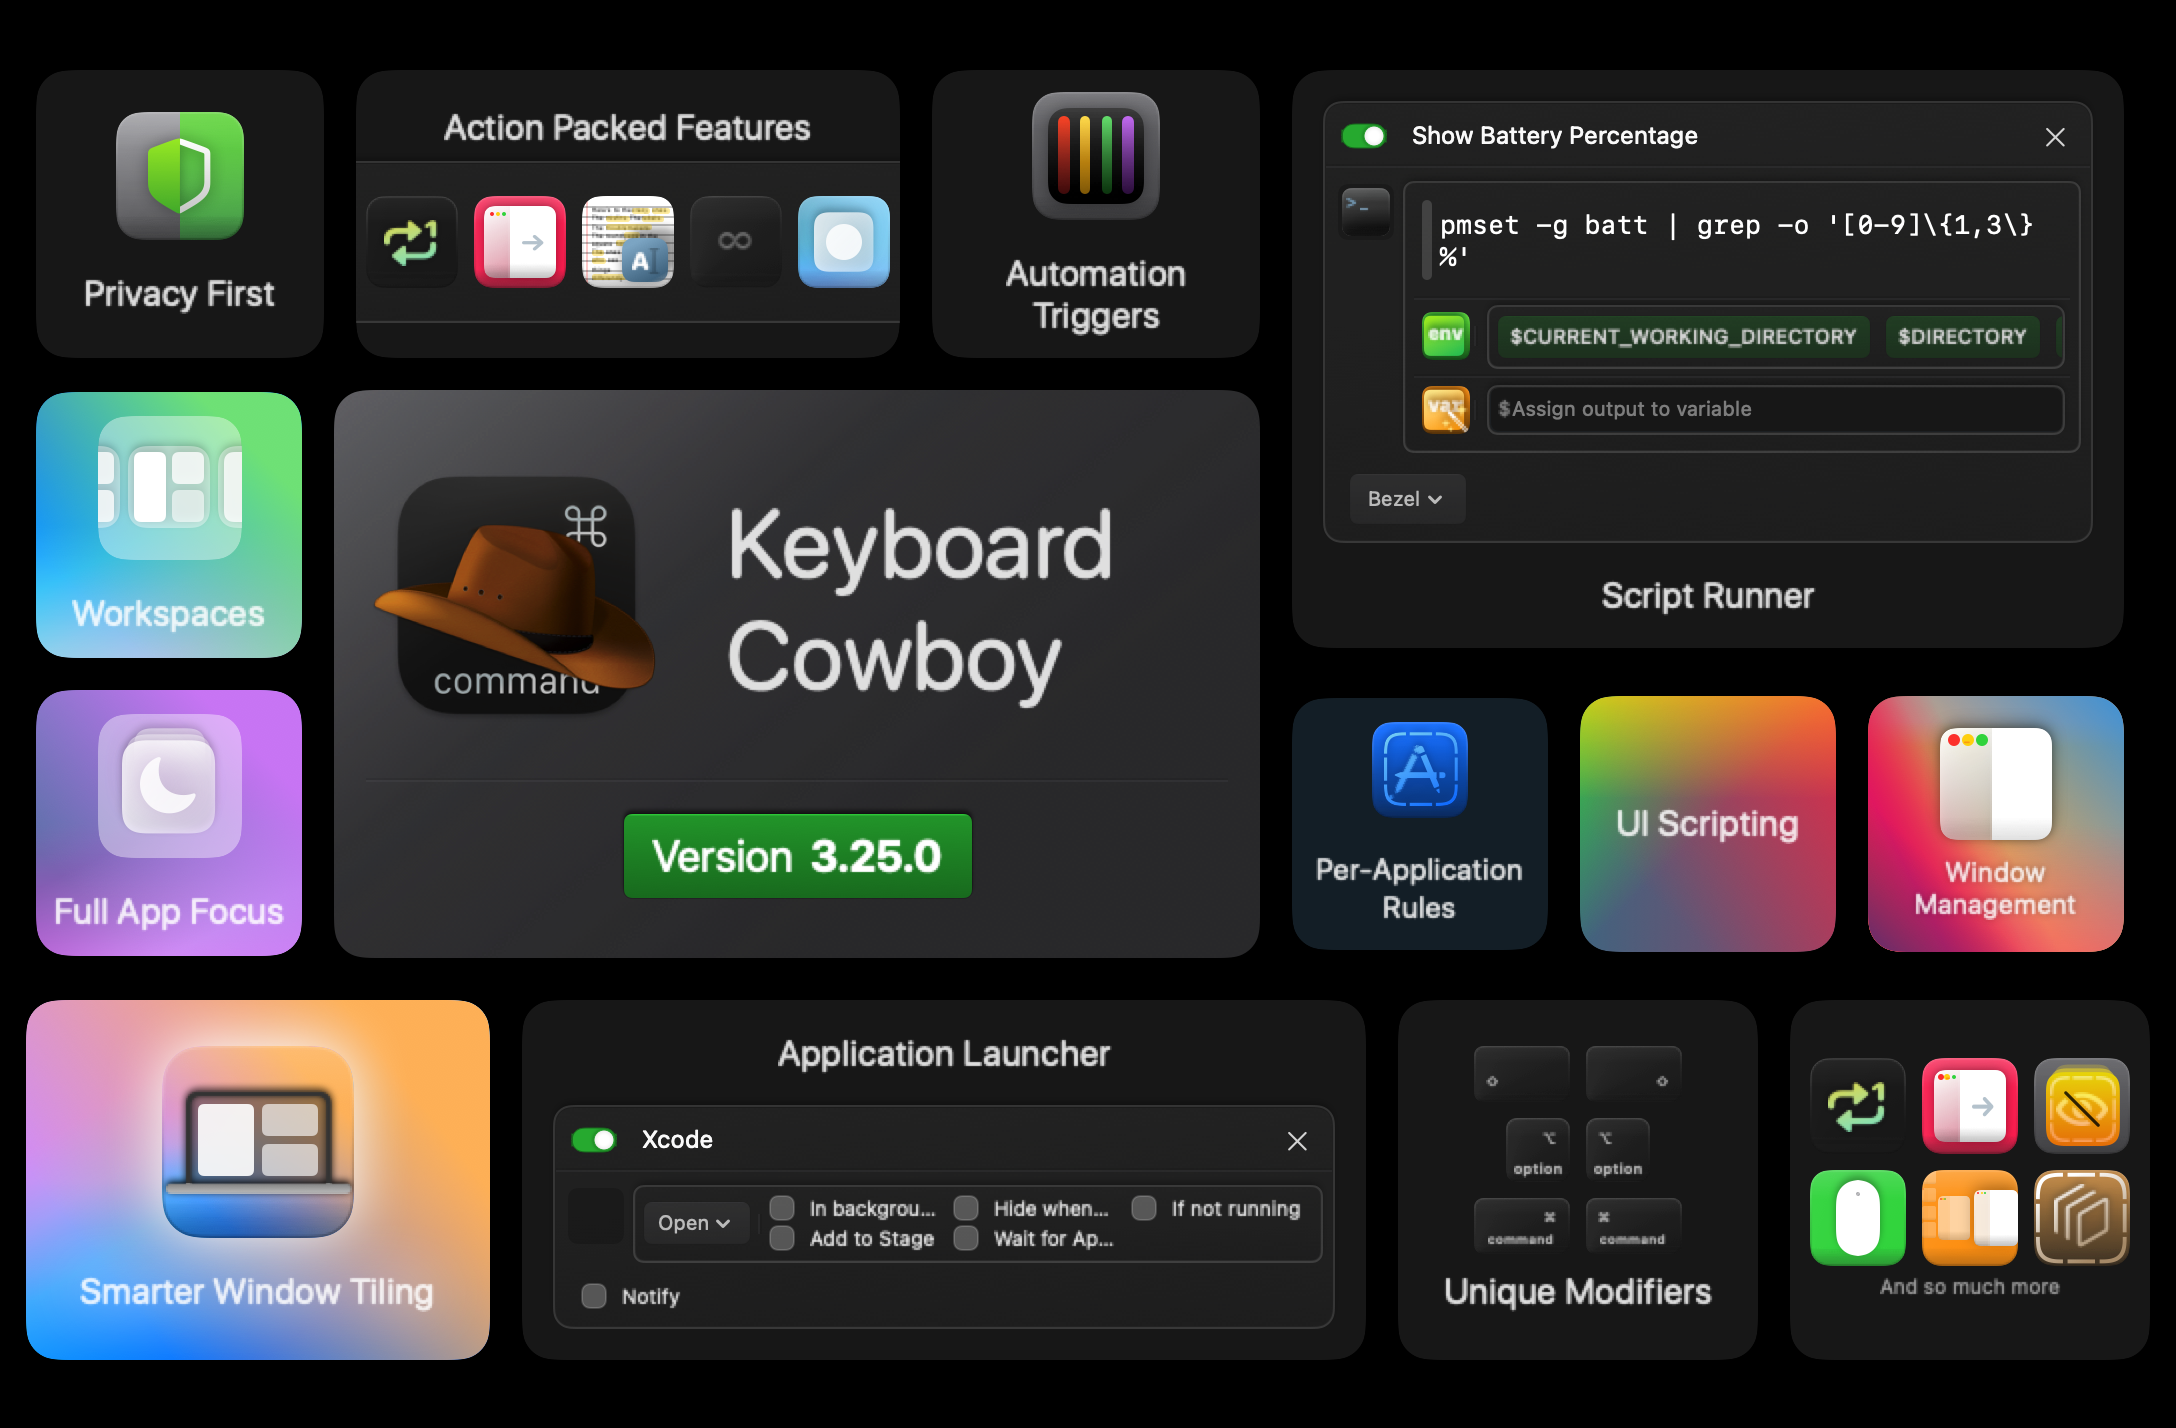 Privacy First
Action Packed Features
1
A
Automation
Triggers
Show Battery Percentage
>_
pmset -g batt | grep -o '[0-9]\{1,3\}
%'
env
$CURRENT_WORKING_DIRECTORY
$DIRECTORY
var
$Assign output to variable
Bezel
Script Runner
Workspaces
Full App Focus
⌘
command
Keyboard
Cowboy
Version 3.25.0
Per-Application
Rules
UI Scripting
Window
Management
Smarter Window Tiling
Application Launcher
Xcode
Open
In backgrou...
Hide when...
If not running
Add to Stage
Wait for Ap...
Notify
⌥
option
⌥
option
⌘
command
⌘
command
Unique Modifiers
1
And so much more